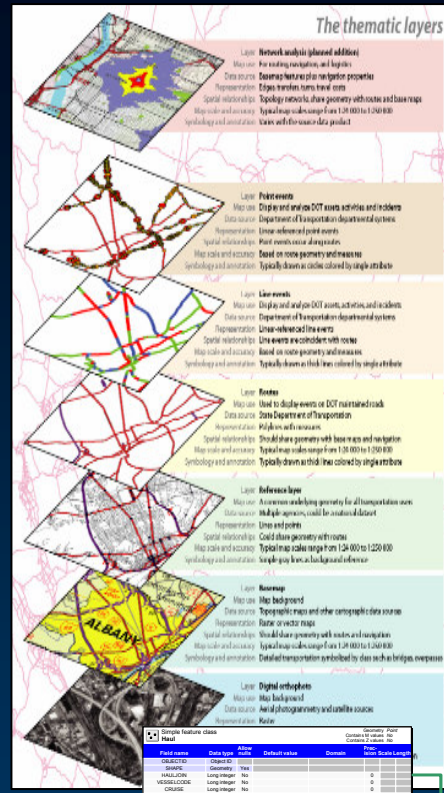 The thematic layers
Layer Network analysis (planned addition)
Map use For routing, navigation, and logistics
Data source Basemap features plus navigation properties
Representation Edges, transfers, turns, travel costs
Spatial relationships Topology networks, share geometry with routes and base maps
Map scale and accuracy Typical map scales range from 1:24 000 to 1:250 000
Symbology and annotation Varies with the source data product
Layer Point events
Map use Display and analyze DOT assets, activities, and incidents
Data source Department of Transportation departmental systems
Representation Linear-referenced point events
Spatial relationships Point events occur along routes
Map scale and accuracy Based on route geometry and measures
Symbology and annotation Typically drawn as circles colored by single attribute
Layer Line events
Map use Display and analyze DOT assets, activities, and incidents
Data source Department of Transportation departmental systems
Representation Linear-referenced line events
Spatial relationships Line events are coincident with routes
Map scale and accuracy Based on route geometry and measures
Symbology and annotation Typically drawn as thick lines colored by single attribute
Layer Routes
Map use Used to display events on DOT maintained roads
Data source State Department of Transportation
Representation Polylines with measures
Spatial relationships Should share geometry with base maps and navigation
Map scale and accuracy Typical map scales range from 1:24 000 to 1:250 000
Symbology and annotation Typically drawn as thick lines colored by single attribute
Layer Reference layer
Map use A common underlying geometry for all transportation users
Data source Multiple agencies, could be a national dataset
Representation Lines and points
Spatial relationships Could share geometry with routes
Map scale and accuracy Typical map scales range from 1:24 000 to 1:250 000
Symbology and annotation Simple gray lines as background reference
Layer Basemap
Map use Map background
Data source Topographic maps and other cartographic data sources
Representation Raster or vector maps
Spatial relationships Should share geometry with routes and navigation
Map scale and accuracy Typical map scales range from 1:24 000 to 1:250 000
Symbology and annotation Detailed transportation symbolized by class such as bridges, overpasses
ALBANY
Layer Digital orthophoto
Map use Map background
Data source Aerial photogrammetry and satellite sources
Representation Raster
Simple feature class
Haul
Geometry Point
Contains M values No
Contains Z values No
Field name Data type Allow nulls Default value Domain Precision Scale Length
OBJECTID Object ID
SHAPE Geometry Yes
HAULJOIN Long integer No 0
VESSELCODE Long integer No 0
CRUISE Long integer No 0